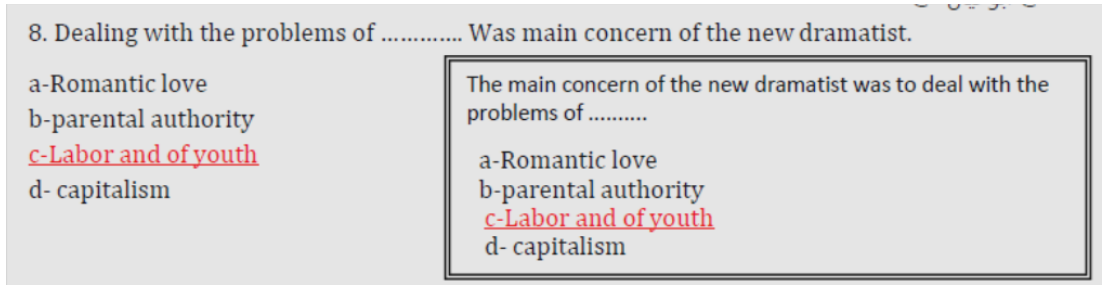 8. Dealing with the problems of ............. Was main concern of the new dramatist.
a-Romantic love
b-parental authority
c-Labor and of youth
d- capitalism
The main concern of the new dramatist was to deal with the
problems of ..........
a-Romantic love
b-parental authority
c-Labor and of youth
d- capitalism